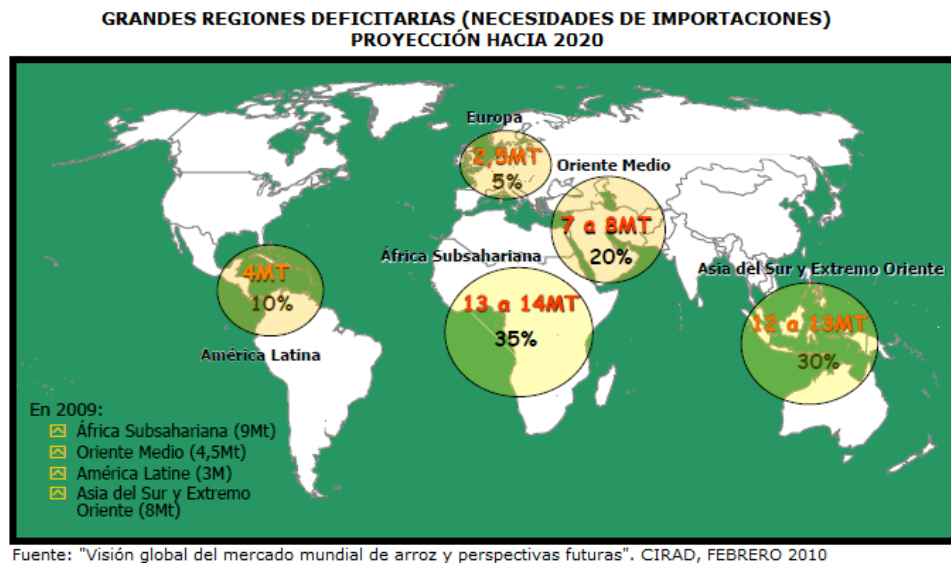 GRANDES REGIONES DEFICITARIAS (NECESIDADES DE IMPORTACIONES)
PROYECCIÓN HACIA 2020
Europa
2,5MT
5%
Oriente Medio
7 a 8MT
20%
África Subsahariana
13 a 14MT
35%
Asia del Sur y Extremo Oriente
12 a 13MT
30%
4MT
10%
América Latina
En 2009:
África Subsahariana (9Mt)
Oriente Medio (4,5Mt)
América Latine (3M)
Asia del Sur y Extremo
Oriente (8Mt)
Fuente: "Visión global del mercado mundial de arroz y perspectivas futuras". CIRAD, FEBRERO 2010